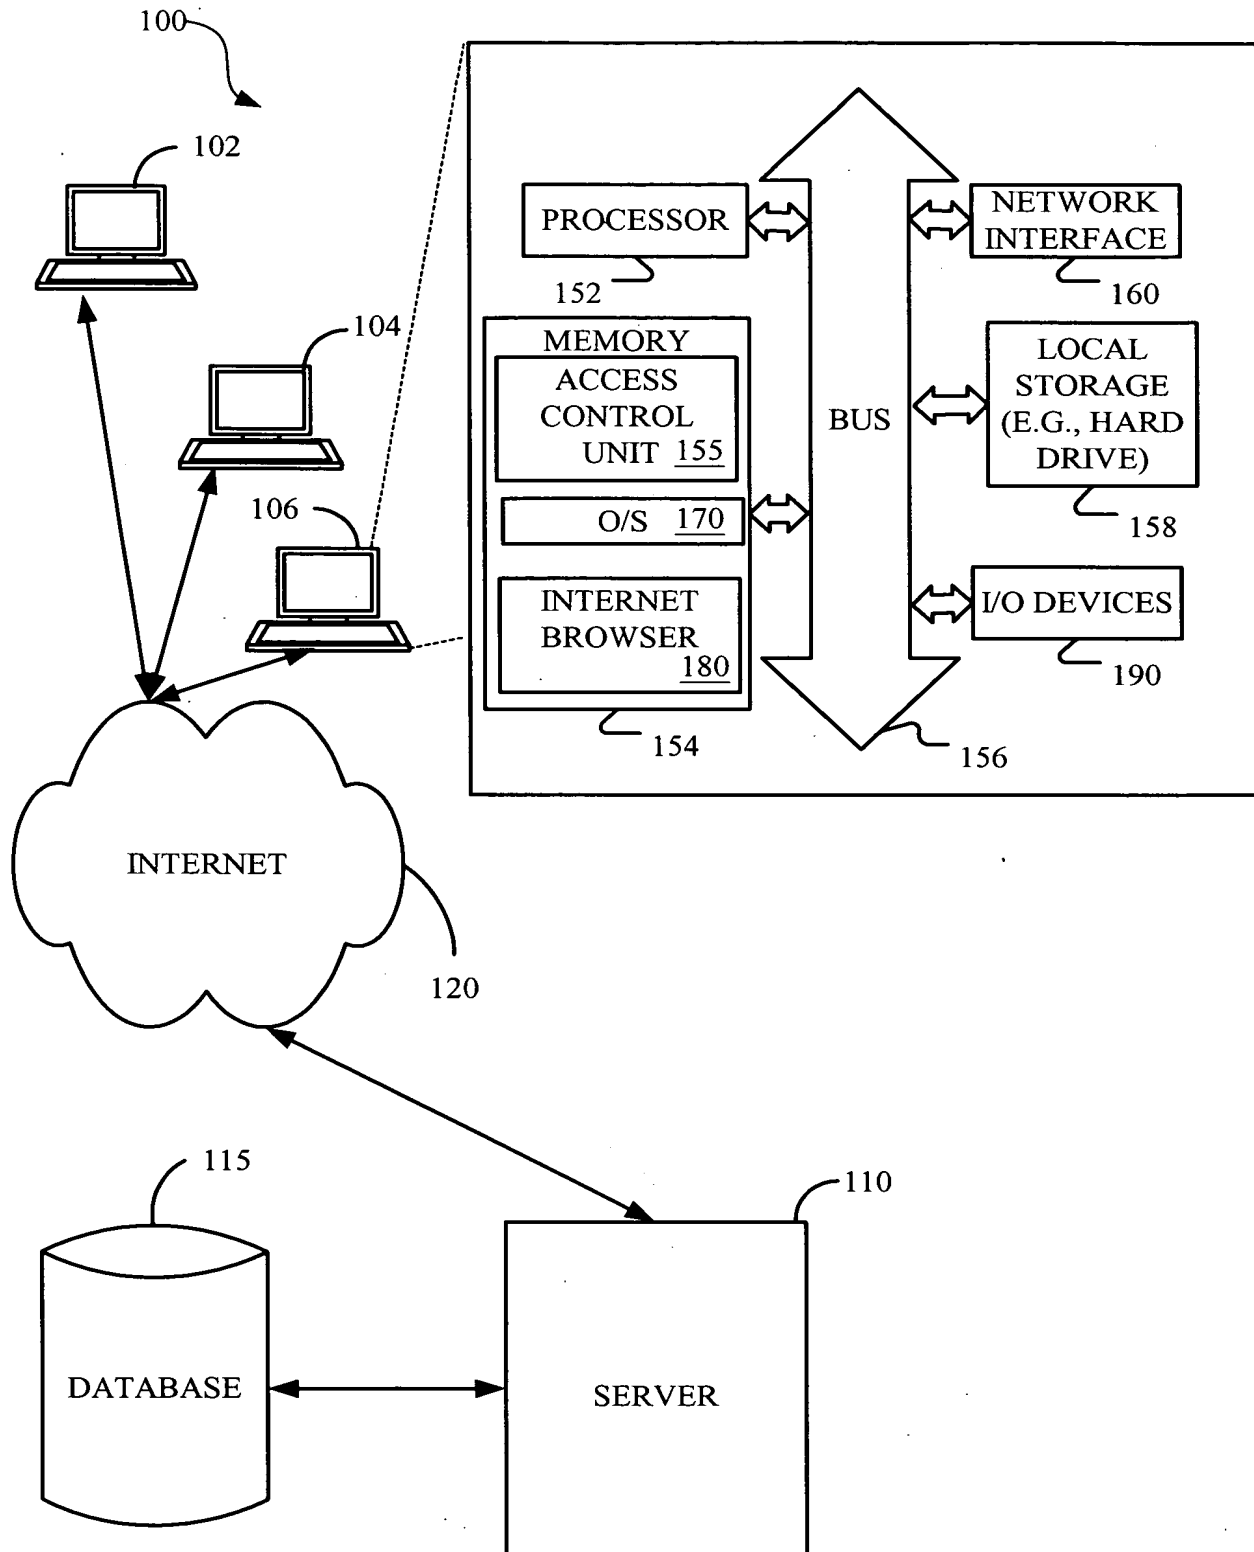 100
102
104
106
PROCESSOR
152
MEMORY
ACCESS
CONTROL
UNIT 155
O/S 170
INTERNET
BROWSER
180
154
BUS
156
NETWORK
INTERFACE
160
LOCAL
STORAGE
(E.G., HARD
DRIVE)
158
I/O DEVICES
190
INTERNET
120
115
DATABASE
110
SERVER